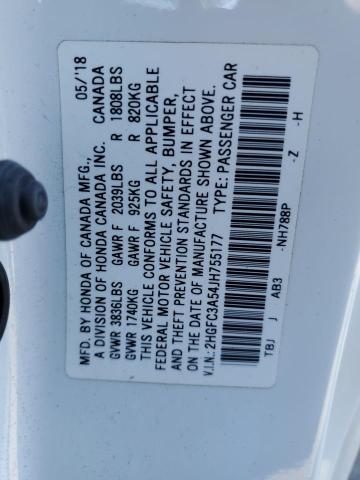 MFD. BY HONDA OF CANADA MFG., 05/'18
A DIVISION OF HONDA CANADA INC. CANADA
GVWR 3836LBS GAWR F 2039LBS R 1808LBS
GVWR 1740KG GAWR F 925KG R 820KG
THIS VEHICLE CONFORMS TO ALL APPLICABLE
FEDERAL MOTOR VEHICLE SAFETY, BUMPER,
AND THEFT PREVENTION STANDARDS IN EFFECT
ON THE DATE OF MANUFACTURE SHOWN ABOVE.
V.I.N.: 2HGFC3A54JH755177 TYPE: PASSENGER CAR
TBJ J AB3 -NH788P -Z -H